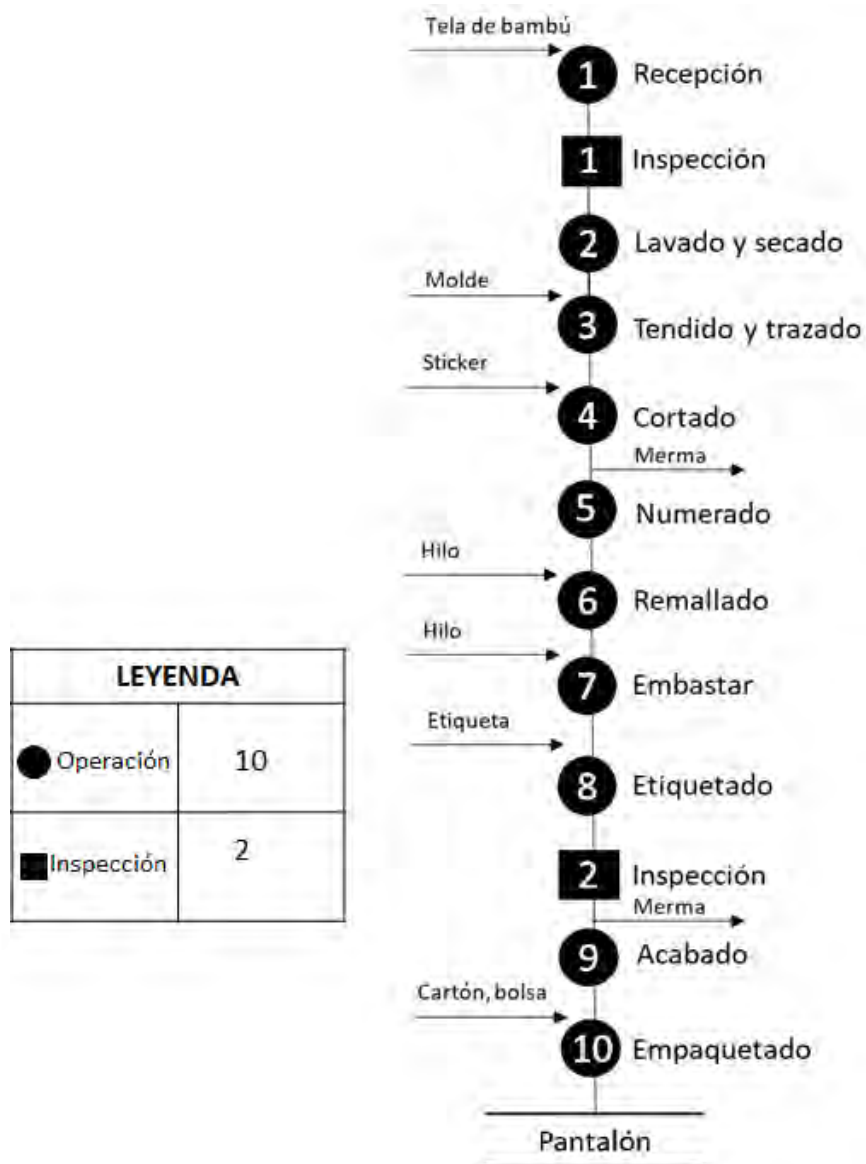 Tela de bambú
1 Recepción
1 Inspección
2 Lavado y secado
Molde
3 Tendido y trazado
Sticker
4 Cortado
Merma
5 Numerado
Hilo
6 Remallado
Hilo
7 Embastar
Etiqueta
8 Etiquetado
2 Inspección
Merma
9 Acabado
Cartón, bolsa
10 Empaquetado
Pantalón
LEYENDA
Operación 10
Inspección 2